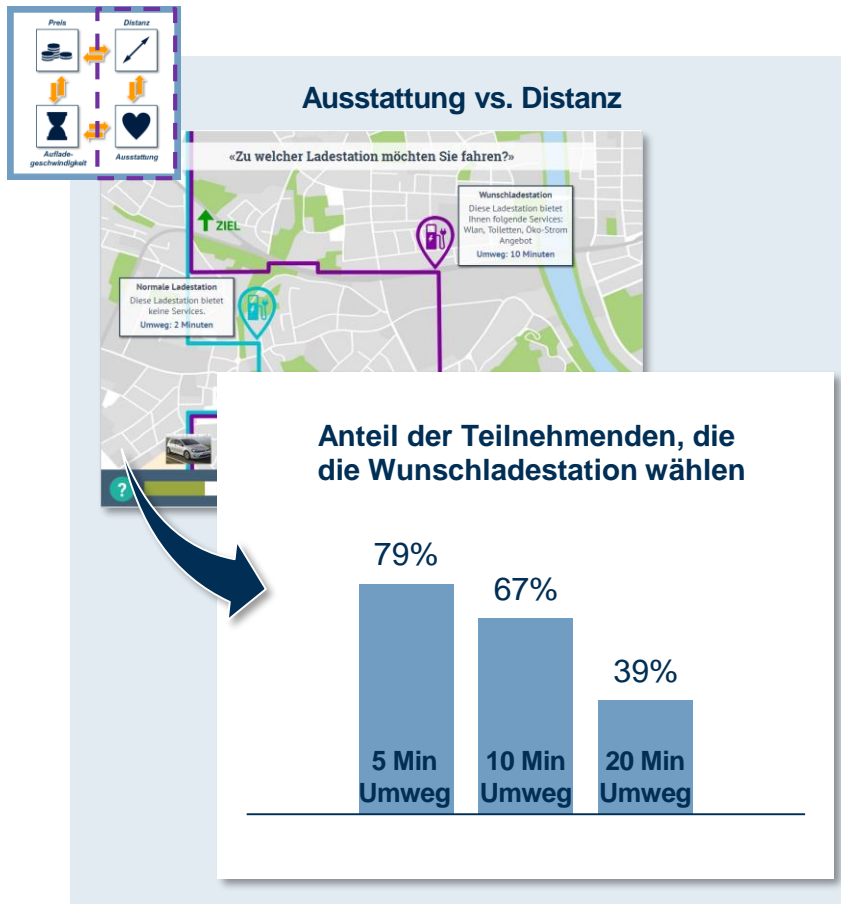 Preis
Distanz
Auflade-
geschwindigkeit
Ausstattung
Ausstattung vs. Distanz
«Zu welcher Ladestation möchten Sie fahren?»
ZIEL
Wunschladestation
Diese Ladestation bietet
Ihnen folgende Services:
Wlan, Toiletten, Öko-Strom
Angebot
Umweg: 10 Minuten
Normale Ladestation
Diese Ladestation bietet
keine Services.
Umweg: 2 Minuten
?
Anteil der Teilnehmenden, die
die Wunschladestation wählen
79%
67%
39%
5 Min
Umweg
10 Min
Umweg
20 Min
Umweg